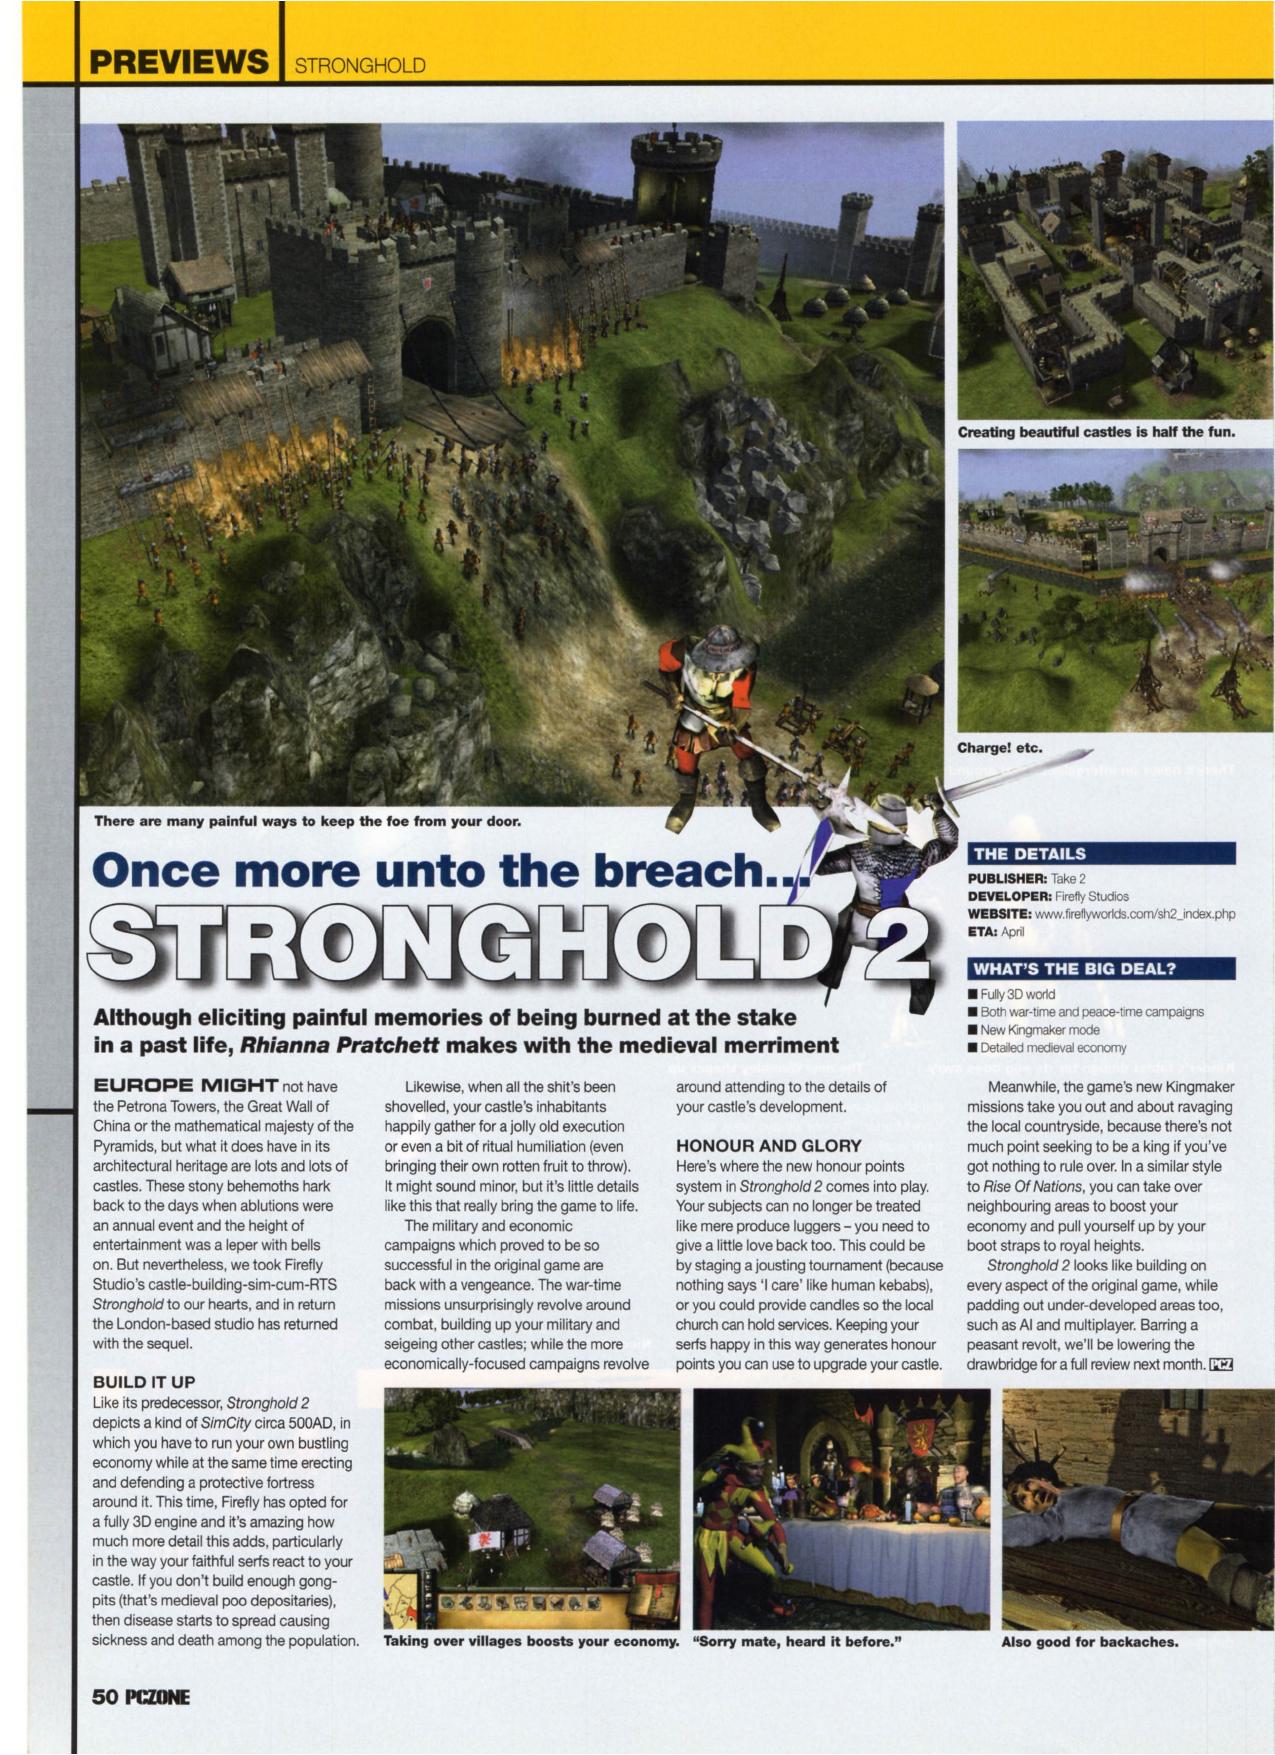 PREVIEWS
STRONGHOLD
Creating beautiful castles is half the fun.
Charge! etc.
There are many painful ways to keep the foe from your door.
Once more unto the breach...
STRONGHOLD 2
Although eliciting painful memories of being burned at the stake
in a past life, Rhianna Pratchett makes with the medieval merriment
THE DETAILS
PUBLISHER: Take 2
DEVELOPER: Firefly Studios
WEBSITE: www.fireflyworlds.com/sh2_index.php
ETA: April
WHAT'S THE BIG DEAL?
■ Fully 3D world
■ Both war-time and peace-time campaigns
■ New Kingmaker mode
■ Detailed medieval economy
EUROPE MIGHT not have
the Petrona Towers, the Great Wall of
China or the mathematical majesty of the
Pyramids, but what it does have in its
architectural heritage are lots and lots of
castles. These stony behemoths hark
back to the days when ablutions were
an annual event and the height of
entertainment was a leper with bells
on. But nevertheless, we took Firefly
Studio's castle-building-sim-cum-RTS
Stronghold to our hearts, and in return
the London-based studio has returned
with the sequel.
BUILD IT UP
Like its predecessor, Stronghold 2
depicts a kind of SimCity circa 500AD, in
which you have to run your own bustling
economy while at the same time erecting
and defending a protective fortress
around it. This time, Firefly has opted for
a fully 3D engine and it's amazing how
much more detail this adds, particularly
in the way your faithful serfs react to your
castle. If you don't build enough gong-
pits (that's medieval poo depositaries),
then disease starts to spread causing
sickness and death among the population.
Likewise, when all the shit's been
shovelled, your castle's inhabitants
happily gather for a jolly old execution
or even a bit of ritual humiliation (even
bringing their own rotten fruit to throw).
It might sound minor, but it's little details
like this that really bring the game to life.
The military and economic
campaigns which proved to be so
successful in the original game are
back with a vengeance. The war-time
missions unsurprisingly revolve around
combat, building up your military and
seigeing other castles; while the more
economically-focused campaigns revolve
around attending to the details of
your castle's development.
HONOUR AND GLORY
Here's where the new honour points
system in Stronghold 2 comes into play.
Your subjects can no longer be treated
like mere produce luggers – you need to
give a little love back too. This could be
by staging a jousting tournament (because
nothing says 'I care' like human kebabs),
or you could provide candles so the local
church can hold services. Keeping your
serfs happy in this way generates honour
points you can use to upgrade your castle.
Meanwhile, the game's new Kingmaker
missions take you out and about ravaging
the local countryside, because there's not
much point seeking to be a king if you've
got nothing to rule over. In a similar style
to Rise Of Nations, you can take over
neighbouring areas to boost your
economy and pull yourself up by your
boot straps to royal heights.
Stronghold 2 looks like building on
every aspect of the original game, while
padding out under-developed areas too,
such as AI and multiplayer. Barring a
peasant revolt, we'll be lowering the
drawbridge for a full review next month. PCZ
Taking over villages boosts your economy.
"Sorry mate, heard it before."
Also good for backaches.
50 PCZONE